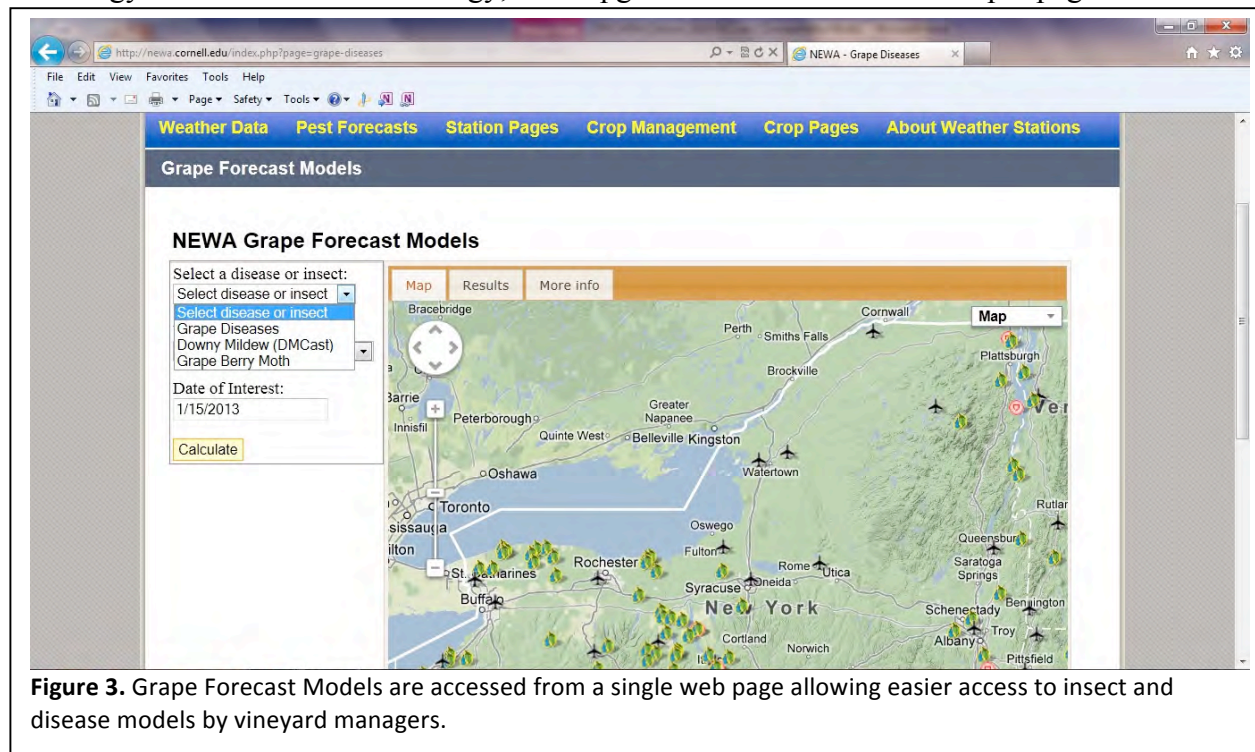 http://newa.cornell.edu/index.php?page=grape-diseases
NEWA - Grape Diseases
File Edit View Favorites Tools Help
Page Safety Tools
Weather Data Pest Forecasts Station Pages Crop Management Crop Pages About Weather Stations
Grape Forecast Models
NEWA Grape Forecast Models
Select a disease or insect:
Select disease or insect
Select disease or insect
Grape Diseases
Downy Mildew (DMCast)
Grape Berry Moth
Date of Interest:
1/15/2013
Calculate
Map Results More info
Map
Bracebridge
Cornwall
Perth
Smiths Falls
Plattsburgh
Brockville
Barrie
Ver
Innisfil
Peterborough
Greater
Napanee
Quinte West
Belleville Kingston
Oshawa
Watertown
Toronto
Rutlan
sissauga
Oswego
ilton
Fulton
Queensbury
St. Catharines
Rochester
Rome
Utica
Saratoga
Springs
Syracuse
Oneida
Buffalo
New York
Schenectady
Bennington
Cortland
Norwich
Albany
Troy
Pittsfield
Figure 3. Grape Forecast Models are accessed from a single web page allowing easier access to insect and
disease models by vineyard managers.